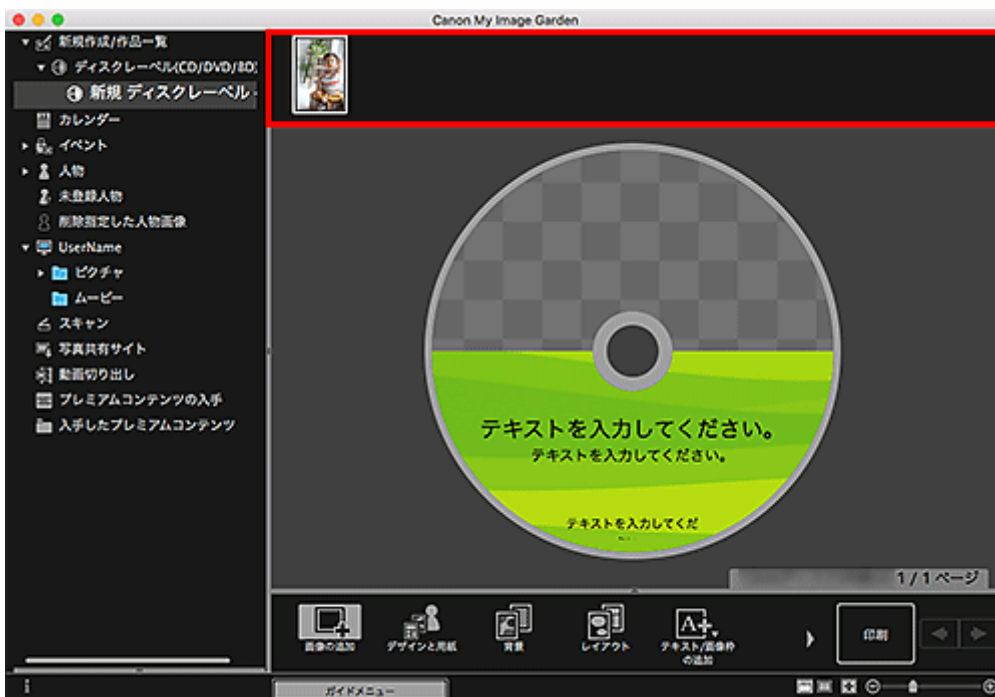 Canon My Image Garden
新規作成/作品一覧
ディスクレーベル(CD/DVD/BD)
新規 ディスクレーベル
カレンダー
イベント
人物
未登録人物
削除指定した人物画像
UserName
ピクチャ
ムービー
スキャン
写真共有サイト
動画切り出し
プレミアムコンテンツの入手
入手したプレミアムコンテンツ
テキストを入力してください。
テキストを入力してください。
テキストを入力してくだ
1/1ページ
画像の追加
デザインと用紙
背景
レイアウト
テキスト/画像枠
の追加
印刷
ガイドメニュー